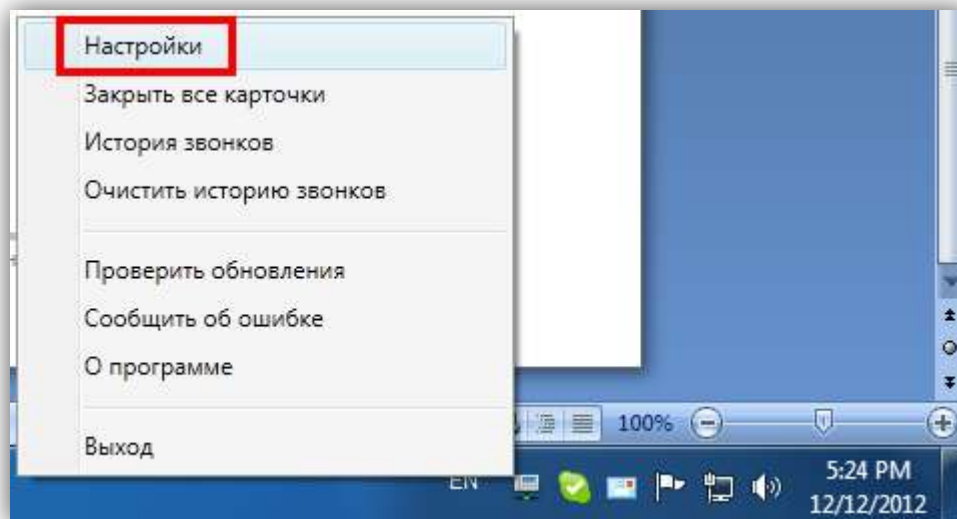 Настройки
Закрыть все карточки
История звонков
Очистить историю звонков
Проверить обновления
Сообщить об ошибке
О программе
Выход
100%
EN
5:24 PM
12/12/2012